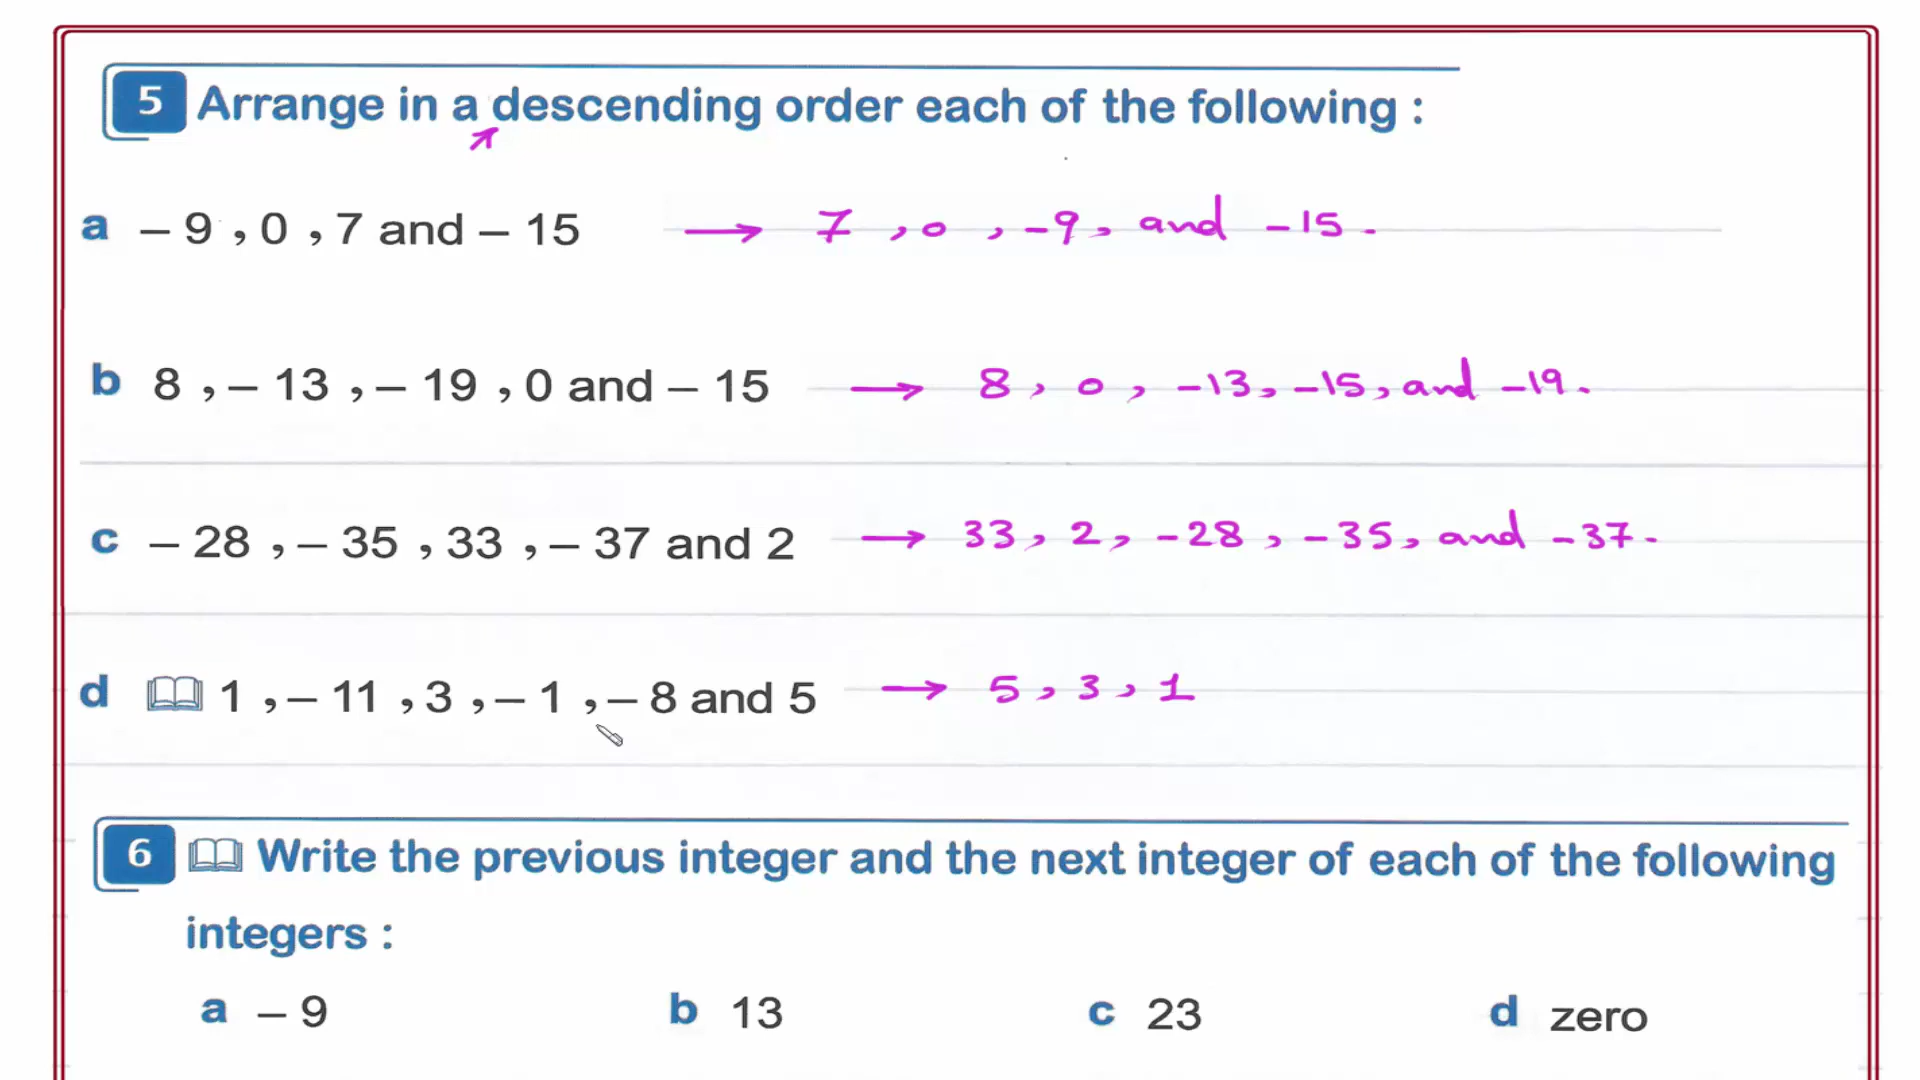 5 Arrange in a descending order each of the following :
a – 9 , 0 , 7 and – 15 → 7 , 0 , -9, and -15.
b 8 , – 13 , – 19 , 0 and – 15 → 8, 0, -13, -15, and -19.
c – 28 , – 35 , 33 , – 37 and 2 → 33, 2, -28, -35, and -37.
d 1 , – 11 , 3 , – 1 , – 8 and 5 → 5, 3, 1
6 Write the previous integer and the next integer of each of the following
integers :
a – 9 b 13 c 23 d zero